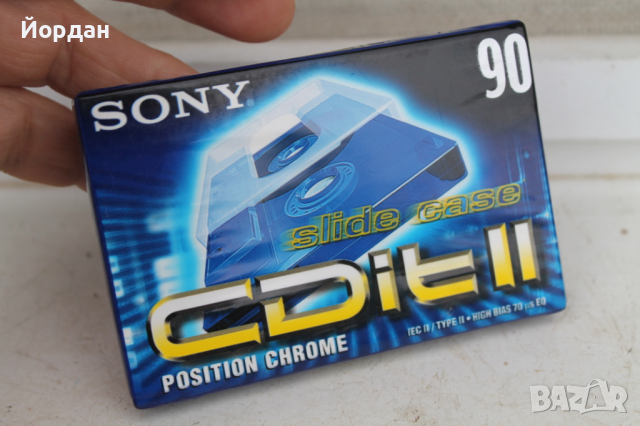 Йордан
SONY
90
slide case
CDit II
POSITION CHROME
IEC II / TYPE II • HIGH BIAS 70 µs EQ
BAZAR